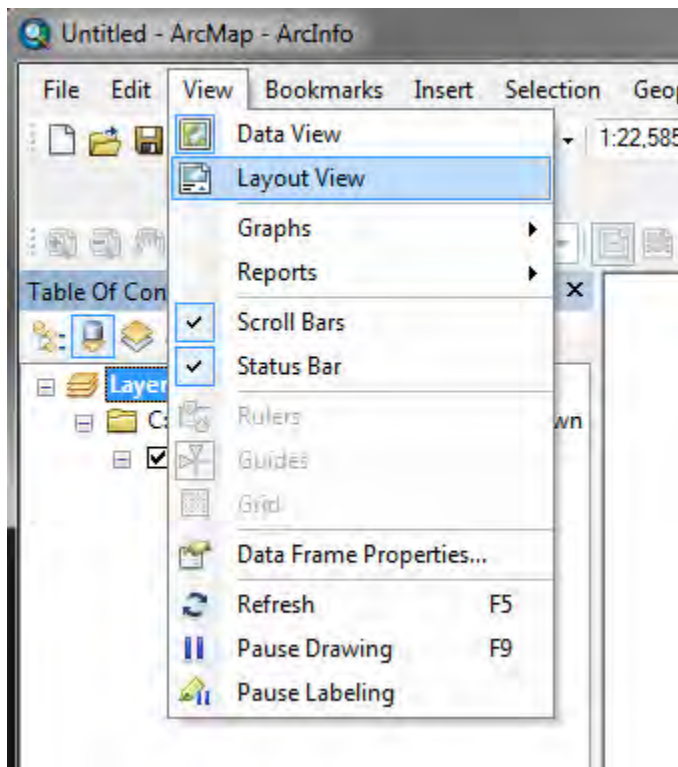 Untitled - ArcMap - ArcInfo
File Edit View Bookmarks Insert Selection
Data View
1:22,585
Layout View
Graphs
Reports
Table Of Con
Scroll Bars
Status Bar
Layer
C:
Rulers
wn
Guides
Grid
Data Frame Properties...
Refresh F5
Pause Drawing F9
Pause Labeling